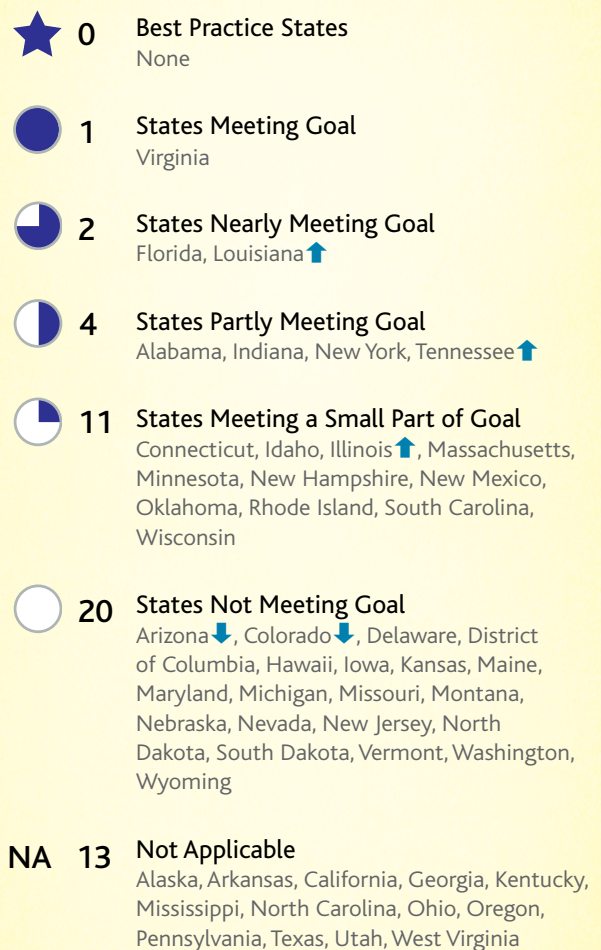 0 Best Practice States
None
1 States Meeting Goal
Virginia
2 States Nearly Meeting Goal
Florida, Louisiana
4 States Partly Meeting Goal
Alabama, Indiana, New York, Tennessee
11 States Meeting a Small Part of Goal
Connecticut, Idaho, Illinois , Massachusetts,
Minnesota, New Hampshire, New Mexico,
Oklahoma, Rhode Island, South Carolina,
Wisconsin
20 States Not Meeting Goal
Arizona , Colorado , Delaware, District
of Columbia, Hawaii, Iowa, Kansas, Maine,
Maryland, Michigan, Missouri, Montana,
Nebraska, Nevada, New Jersey, North
Dakota, South Dakota, Vermont, Washington,
Wyoming
NA 13 Not Applicable
Alaska, Arkansas, California, Georgia, Kentucky,
Mississippi, North Carolina, Ohio, Oregon,
Pennsylvania, Texas, Utah, West Virginia